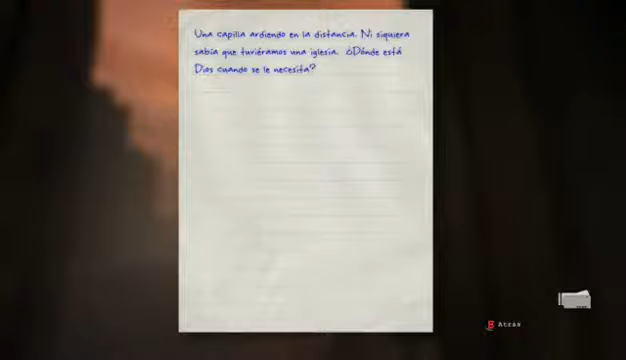 Una capilla ardiendo en la distancia. Ni siquiera
sabía que tuviéramos una iglesia. ¿Dónde está
Dios cuando se le necesita?
B Atrás